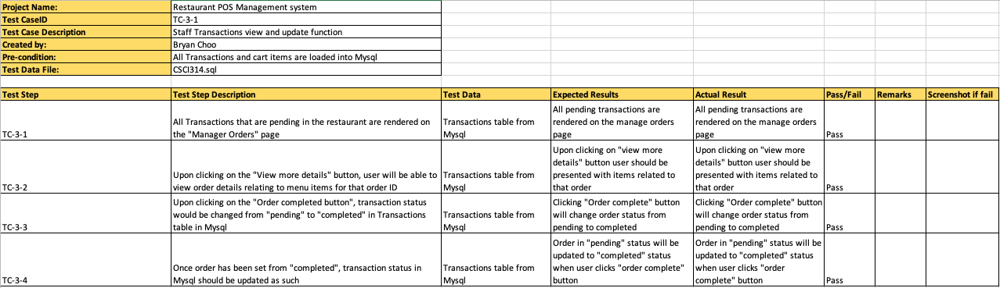 Project Name: Restaurant POS Management system
Test CaseID TC-3-1
Test Case Description Staff Transactions view and update function
Created by: Bryan Choo
Pre-condition: All Transactions and cart items are loaded into Mysql
Test Data File: CSCI314.sql
Test Step Test Step Description Test Data Expected Results Actual Result Pass/Fail Remarks Screenshot if fail
TC-3-1
All Transactions that are pending in the restaurant are rendered on
the "Manager Orders" page
Transactions table from
Mysql
All pending transactions are
rendered on the manage orders
page
All pending transactions are
rendered on the manage orders
page
Pass
TC-3-2
Upon clicking on the "View more details" button, user will be able to
view order details relating to menu items for that order ID
Transactions table from
Mysql
Upon clicking on "view more
details" button user should be
presented with items related to
that order
Upon clicking on "view more
details" button user should be
presented with items related to
that order
Pass
TC-3-3
Upon clicking on the "Order completed button", transaction status
would be changed from "pending" to "completed" in Transactions
table in Mysql
Transactions table from
Mysql
Clicking "Order complete" button
will change order status from
pending to completed
Clicking "Order complete" button
will change order status from
pending to completed
Pass
TC-3-4
Once order has been set from "completed", transaction status in
Mysql should be updated as such
Transactions table from
Mysql
Order in "pending" status will be
updated to "completed" status
when user clicks "order complete"
button
Order in "pending" status will be
updated to "completed" status
when user clicks "order
complete" button
Pass